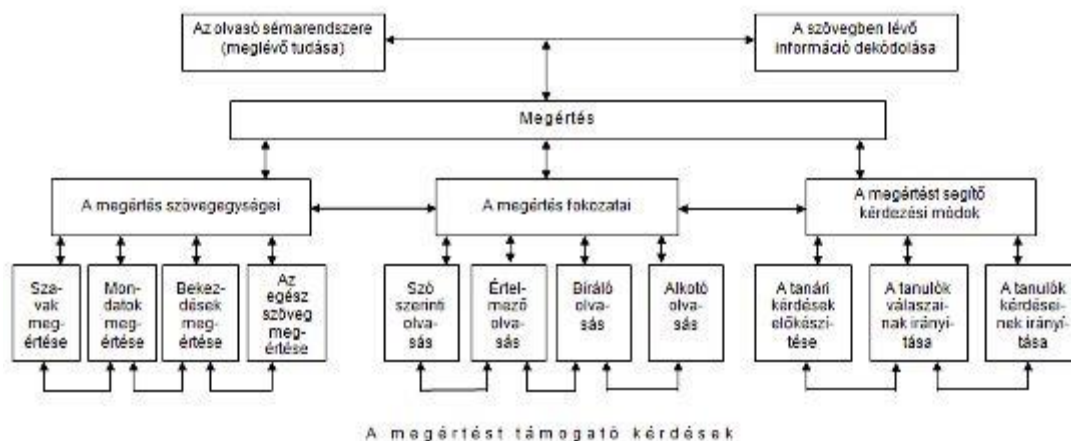 Az olvasó sémarendszere
(meglévő tudása)
A szövegben lévő
információ dekódolása
Megértés
A megértés szövegegységei
A megértés fokozatai
A megértést segítő
kérdezési módok
Sza-
vak
meg-
értése
Mon-
datok
meg-
értése
Bekez-
dések
meg-
értése
Az
egész
szöveg
meg-
értése
Szó
szerinti
olva-
sás
Értel-
mező
olva-
sás
Bíráló
olva-
sás
Alkotó
olva-
sás
A tanári
kérdések
előkészí-
tése
A tanulók
válaszai-
nak irányí-
tása
A tanulók
kérdései-
nek irányí-
tása
A megértést támogató kérdések